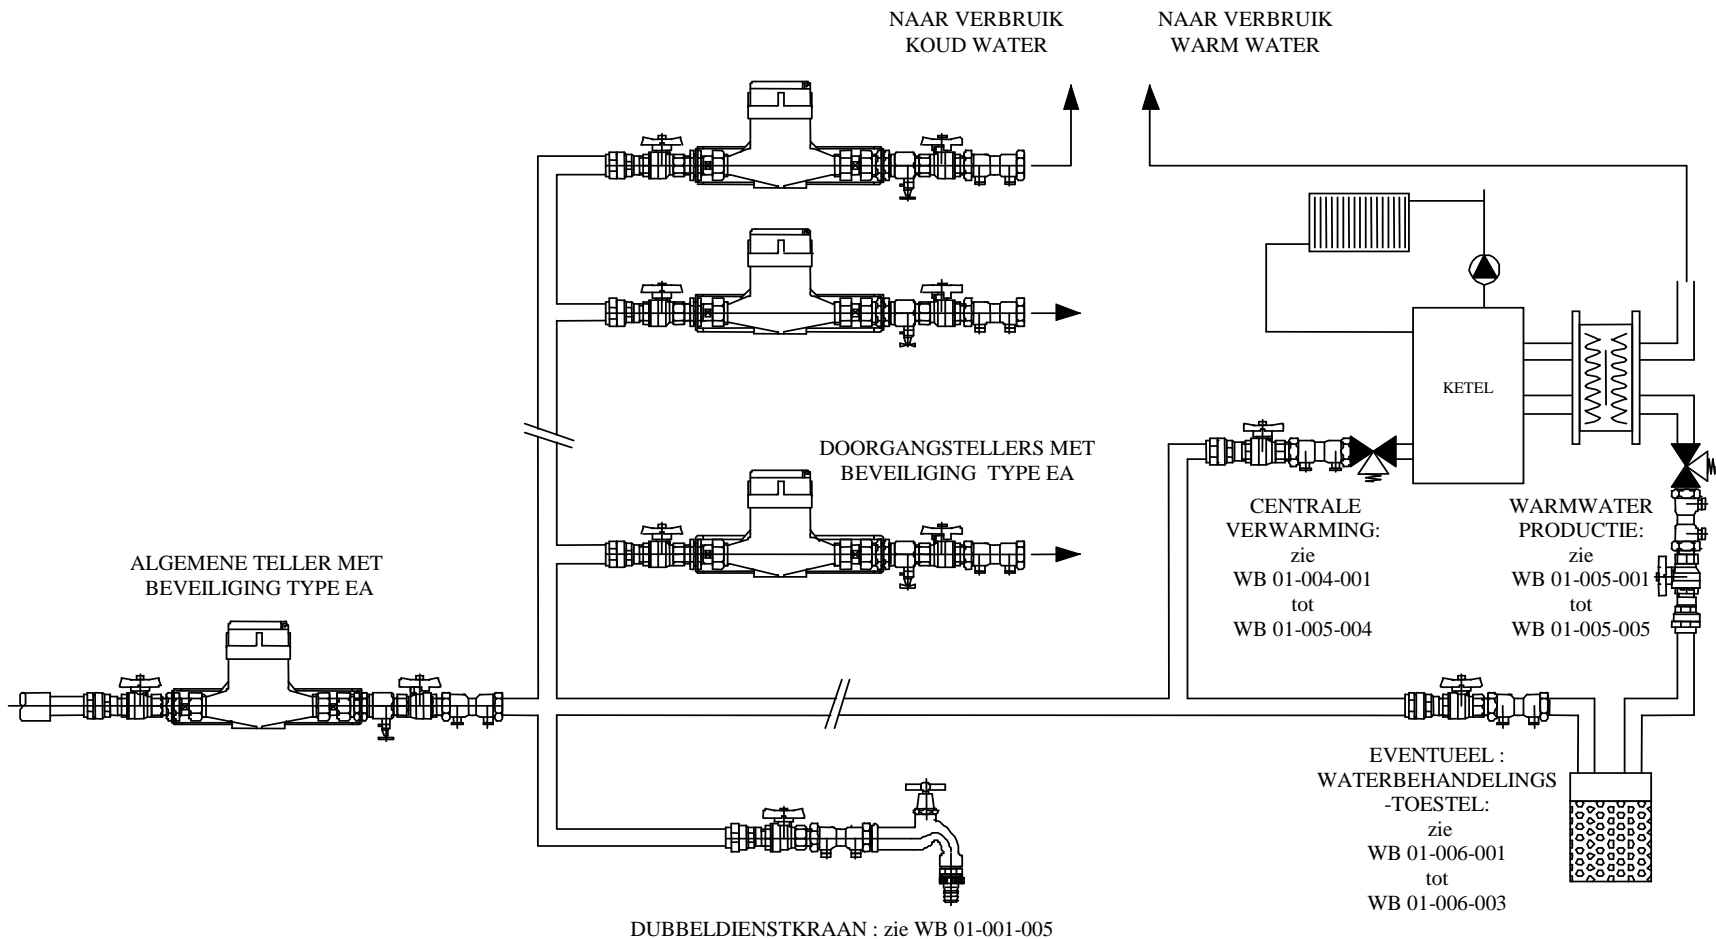 NAAR VERBRUIK
KOUD WATER
NAAR VERBRUIK
WARM WATER
KETEL
DOORGANGSTELLERS MET
BEVEILIGING TYPE EA
CENTRALE
VERWARMING:
zie
WB 01-004-001
tot
WB 01-005-004
WARMWATER
PRODUCTIE:
zie
WB 01-005-001
tot
WB 01-005-005
ALGEMENE TELLER MET
BEVEILIGING TYPE EA
EVENTUEEL :
WATERBEHANDELINGS
-TOESTEL:
zie
WB 01-006-001
tot
WB 01-006-003
DUBBELDIENSTKRAAN : zie WB 01-001-005